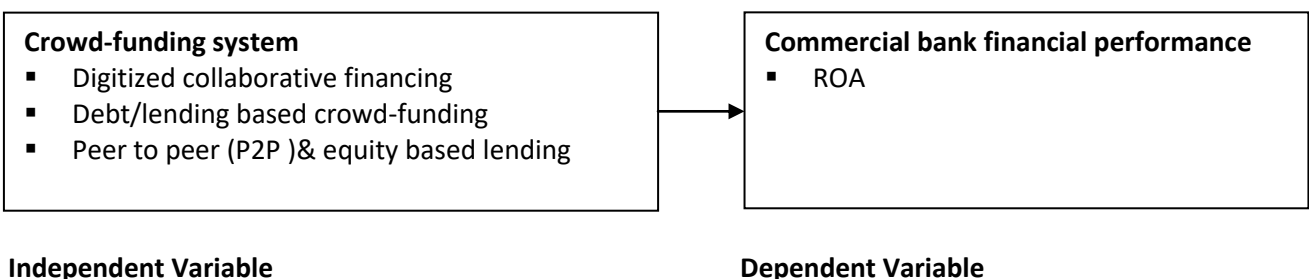 Crowd-funding system
▪ Digitized collaborative financing
▪ Debt/lending based crowd-funding
▪ Peer to peer (P2P )& equity based lending
Commercial bank financial performance
▪ ROA
Independent Variable
Dependent Variable